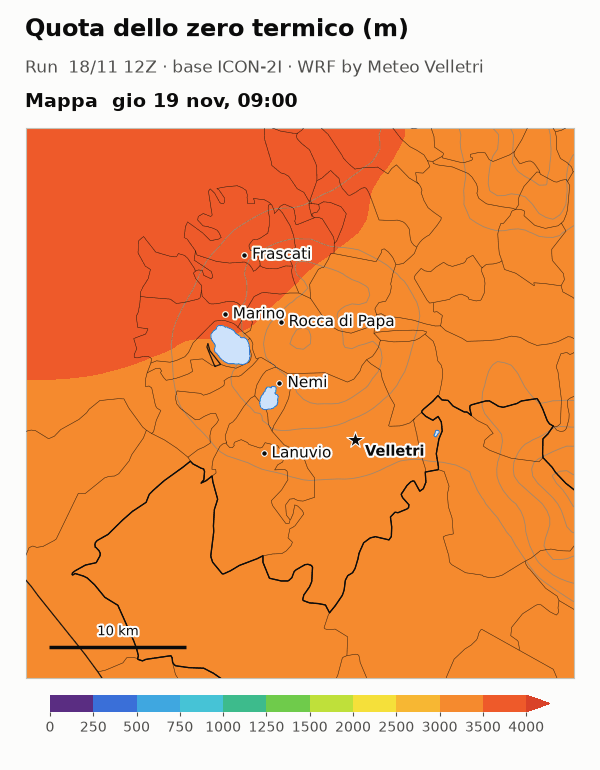 Quota dello zero termico (m)
Run  18/11 12Z · base ICON-2I · WRF by Meteo Velletri
Mappa  gio 19 nov, 09:00
Frascati
Marino
Rocca di Papa
Nemi
Velletri
Lanuvio
10 km
0 250 500 750 1000 1250 1500 2000 2500 3000 3500 4000